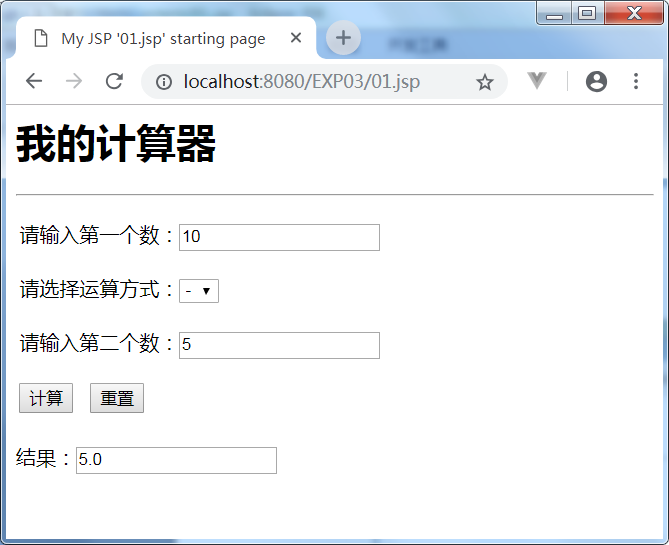 My JSP '01.jsp' starting page
localhost:8080/EXP03/01.jsp
我的计算器
请输入第一个数：10
请选择运算方式：-
请输入第二个数：5
计算 重置
结果：5.0